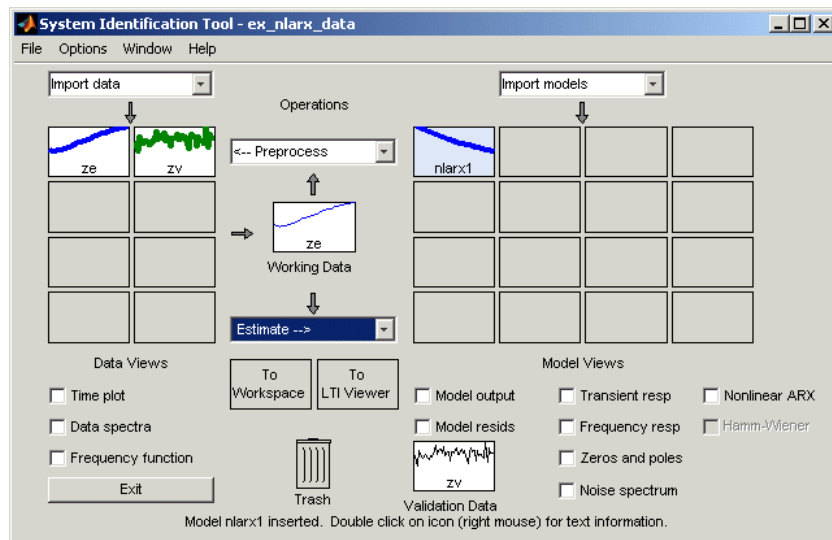 System Identification Tool - ex_nlarx_data
File Options Window Help
Import data
Import models
Operations
ze
zv
<-- Preprocess
nlarx1
ze
Working Data
Estimate -->
Data Views
Model Views
To Workspace
To LTI Viewer
Time plot
Model output
Transient resp
Nonlinear ARX
Data spectra
Model resids
Frequency resp
Hamm-Wiener
Frequency function
Zeros and poles
Exit
Trash
zv
Validation Data
Noise spectrum
Model nlarx1 inserted. Double click on icon (right mouse) for text information.